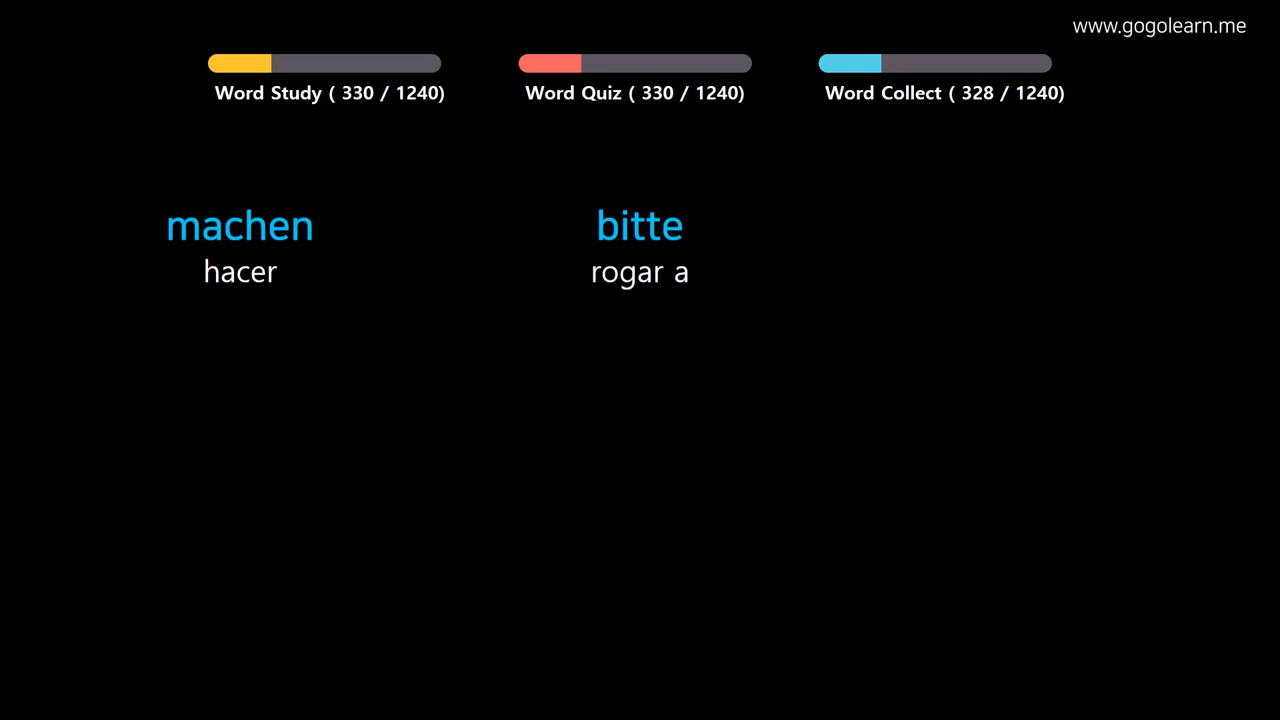 www.gogolearn.me
Word Study ( 330 / 1240)
Word Quiz ( 330 / 1240)
Word Collect ( 328 / 1240)
machen
hacer
bitte
rogar a